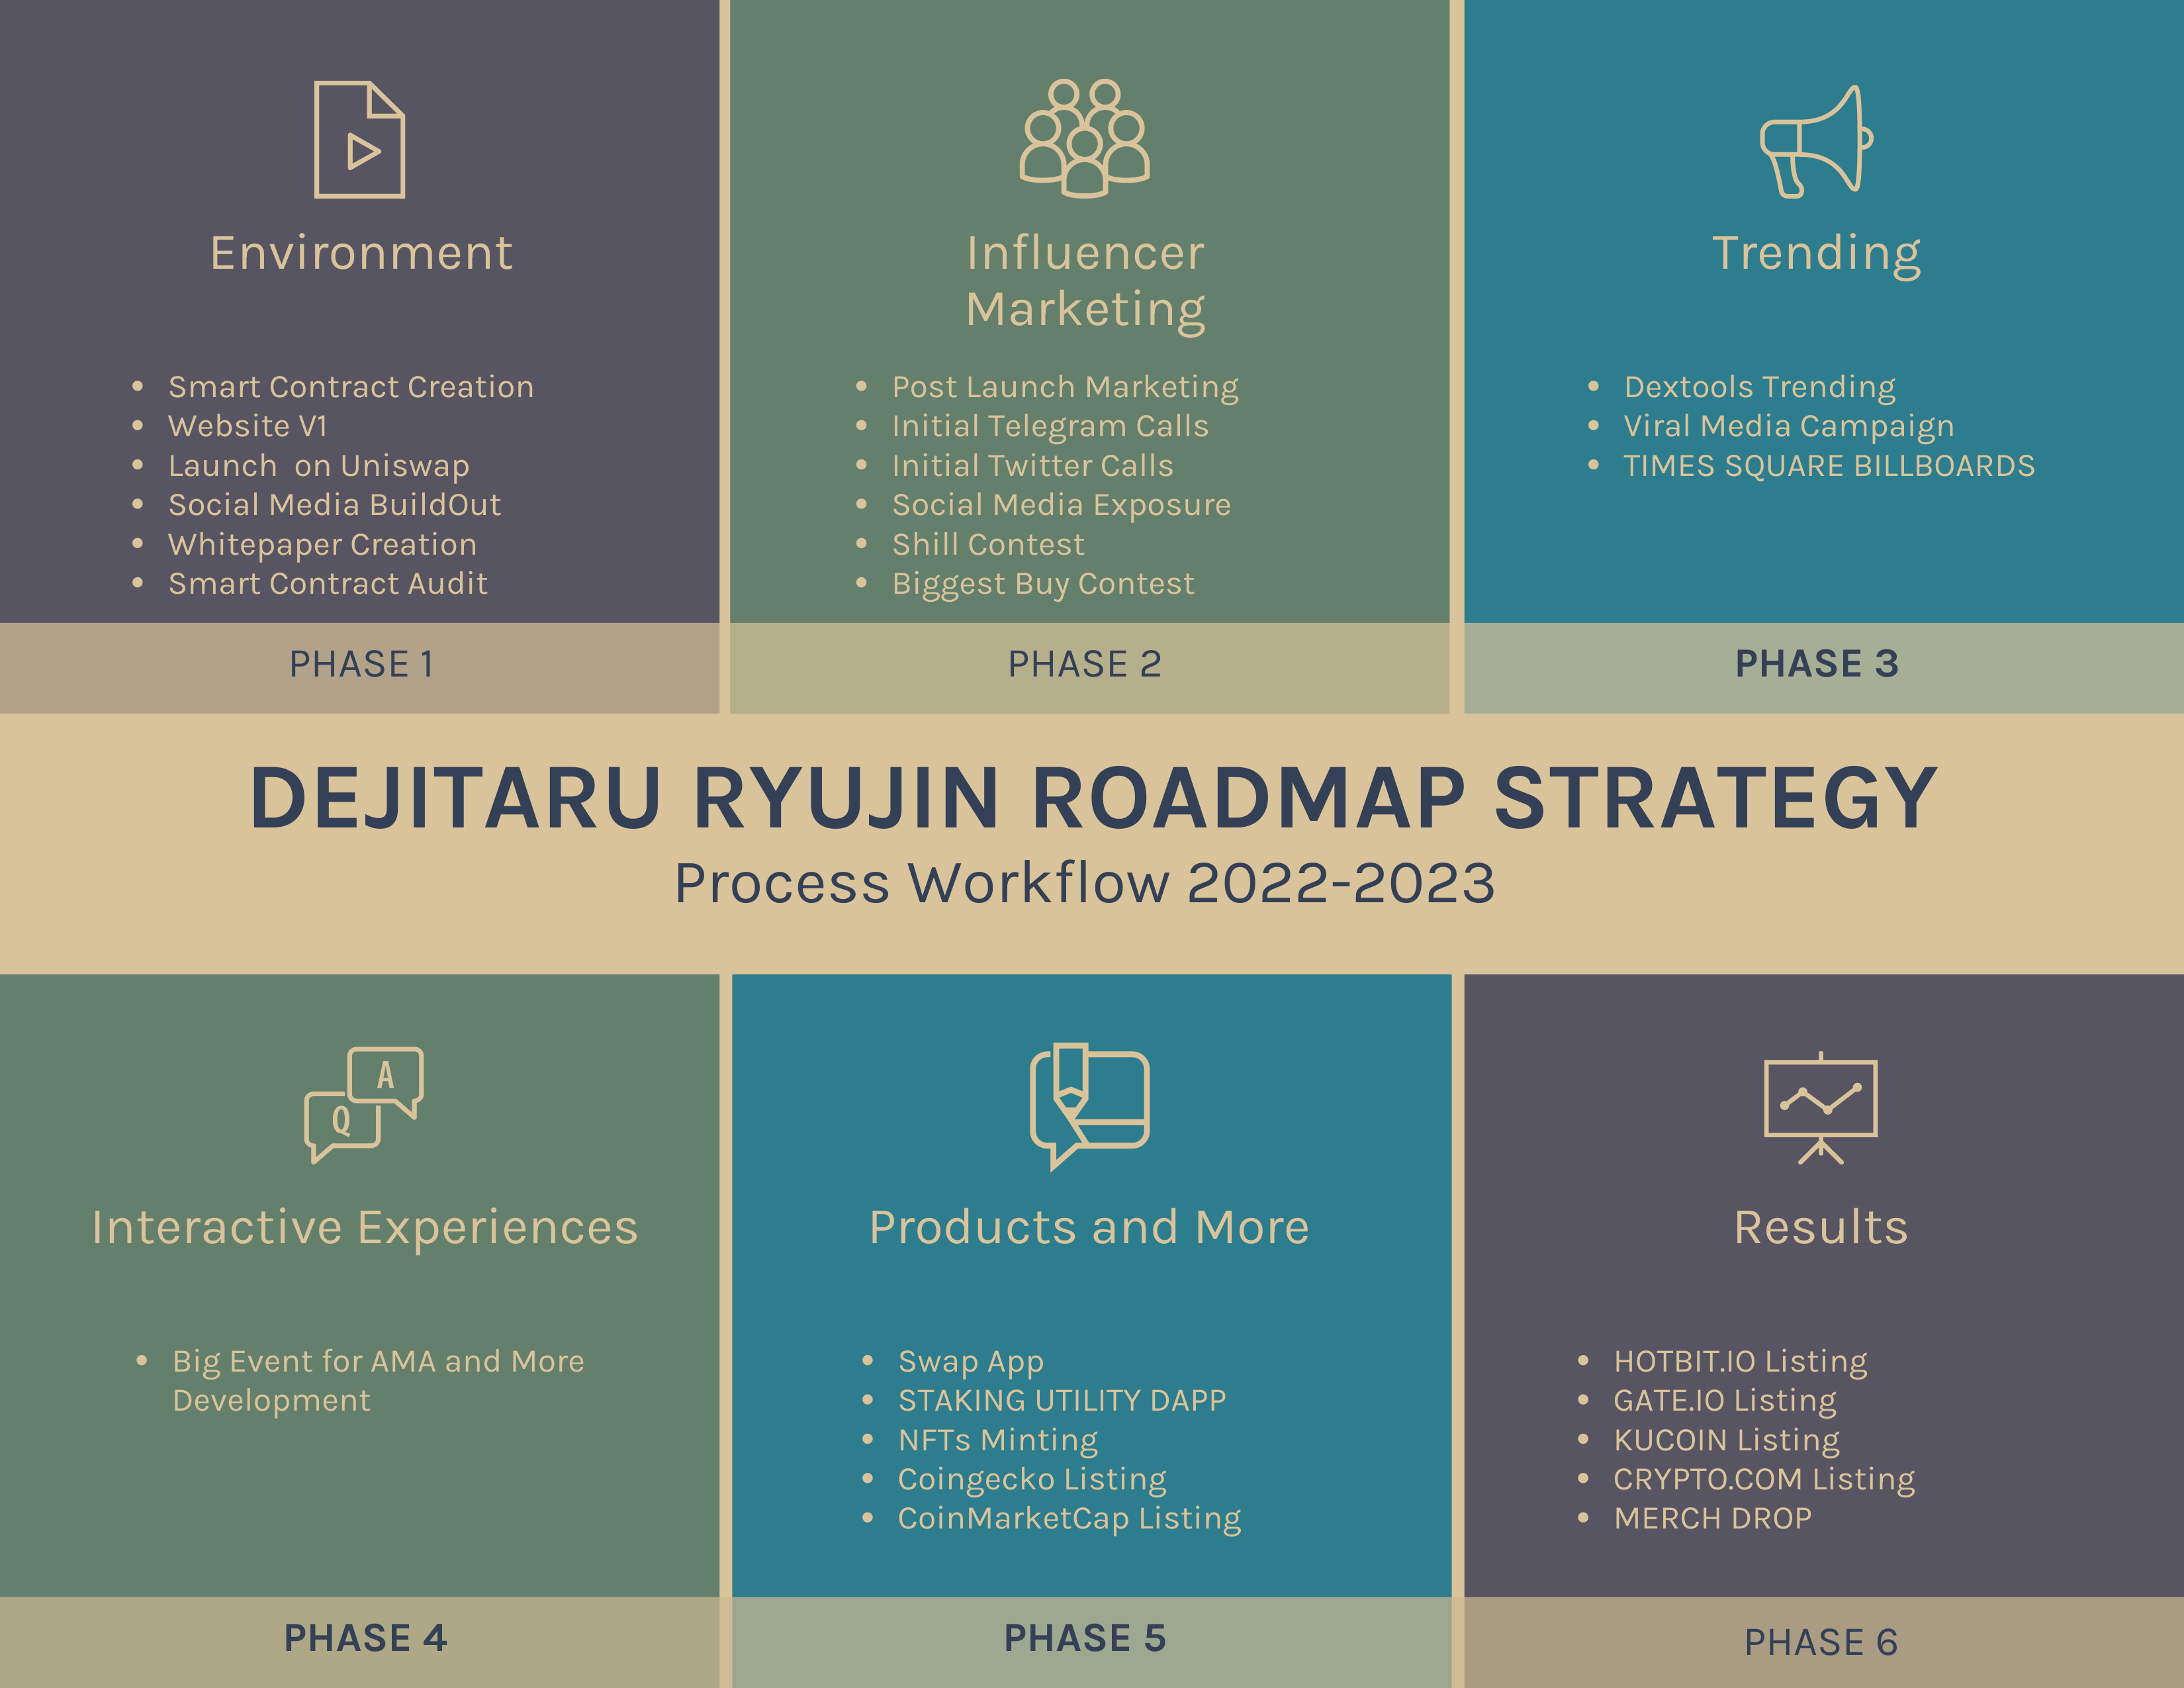 Environment
• Smart Contract Creation
• Website V1
• Launch  on Uniswap
• Social Media BuildOut
• Whitepaper Creation
• Smart Contract Audit
PHASE 1
Influencer
Marketing
• Post Launch Marketing
• Initial Telegram Calls
• Initial Twitter Calls
• Social Media Exposure
• Shill Contest
• Biggest Buy Contest
PHASE 2
Trending
• Dextools Trending
• Viral Media Campaign
• TIMES SQUARE BILLBOARDS
PHASE 3
DEJITARU RYUJIN ROADMAP STRATEGY
Process Workflow 2022-2023
A
Q
Interactive Experiences
• Big Event for AMA and More
Development
PHASE 4
Products and More
• Swap App
• STAKING UTILITY DAPP
• NFTs Minting
• Coingecko Listing
• CoinMarketCap Listing
PHASE 5
Results
• HOTBIT.IO Listing
• GATE.IO Listing
• KUCOIN Listing
• CRYPTO.COM Listing
• MERCH DROP
PHASE 6